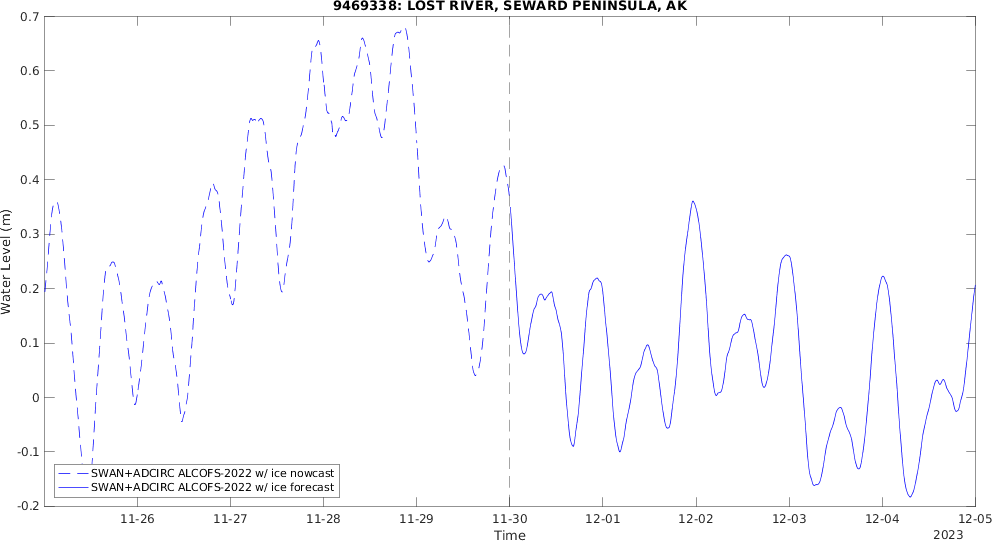 9469338: LOST RIVER, SEWARD PENINSULA, AK
0.7
0.6
0.5
0.4
0.3
0.2
0.1
0
-0.1
-0.2
Water Level (m)
SWAN+ADCIRC ALCOFS-2022 w/ ice nowcast
SWAN+ADCIRC ALCOFS-2022 w/ ice forecast
11-26 11-27 11-28 11-29 11-30 12-01 12-02 12-03 12-04 12-05
Time
2023